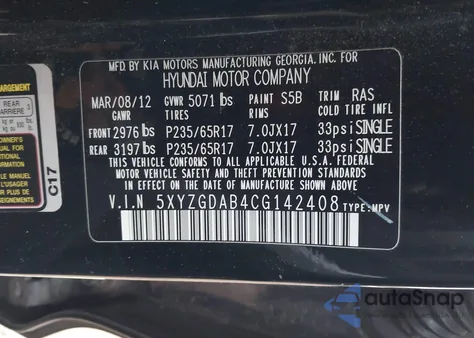 MFD BY KIA MOTORS MANUFACTURING GEORGIA, INC. FOR
HYUNDAI MOTOR COMPANY
MAR/08/12 GVWR 5071 lbs PAINT S5B TRIM RAS
GAWR TIRES RIMS COLD TIRE INFL
FRONT 2976 lbs P235/65R17 7.0JX17 33psi SINGLE
REAR 3197 lbs P235/65R17 7.0JX17 33psi SINGLE
THIS VEHICLE CONFORMS TO ALL APPLICABLE U.S.A. FEDERAL
MOTOR VEHICLE SAFETY, BUMPER, AND THEFT PREVENTION
STANDARDS IN EFFECT ON THE DATE OF MANUFACTURE SHOWN ABOVE.
V.I.N 5XYZGDAB4CG142408 TYPE:MPV
REAR
ARRIERE
C17
autoSnap